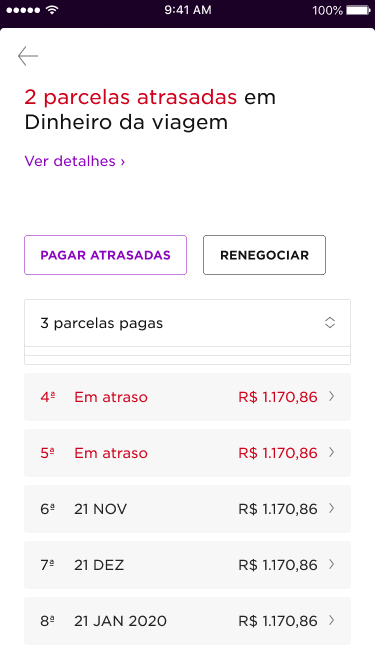 9:41 AM 100%
2 parcelas atrasadas em
Dinheiro da viagem
Ver detalhes ›
PAGAR ATRASADAS RENEGOCIAR
3 parcelas pagas
4ª Em atraso R$ 1.170,86
5ª Em atraso R$ 1.170,86
6ª 21 NOV R$ 1.170,86
7ª 21 DEZ R$ 1.170,86
8ª 21 JAN 2020 R$ 1.170,86